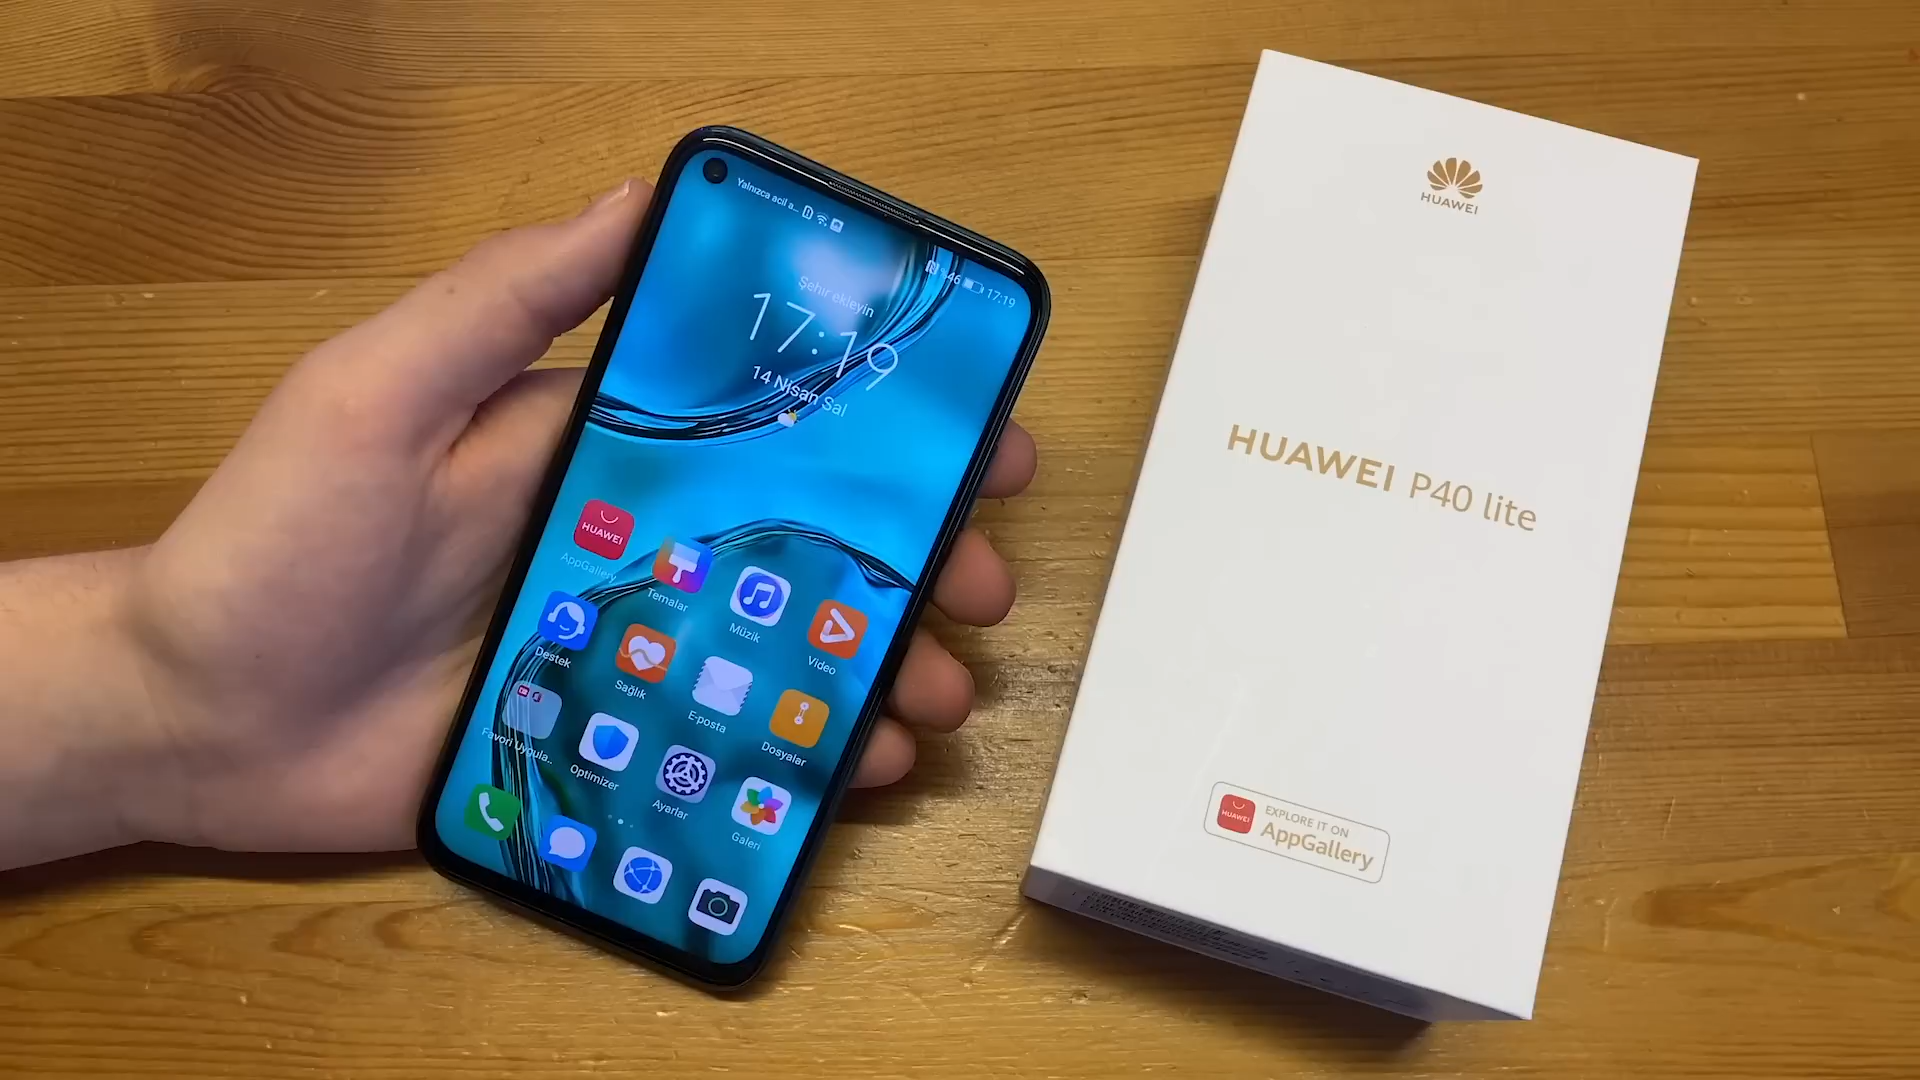 Yalnızca acil a...
%46 17:19
Şehir ekleyin
17:19
14 Nisan Sal
HUAWEI
AppGallery
Temalar
Müzik
Video
Destek
Sağlık
E-posta
Dosyalar
Favori Uygula...
Optimizer
Ayarlar
Galeri
HUAWEI
HUAWEI P40 lite
HUAWEI
EXPLORE IT ON
AppGallery